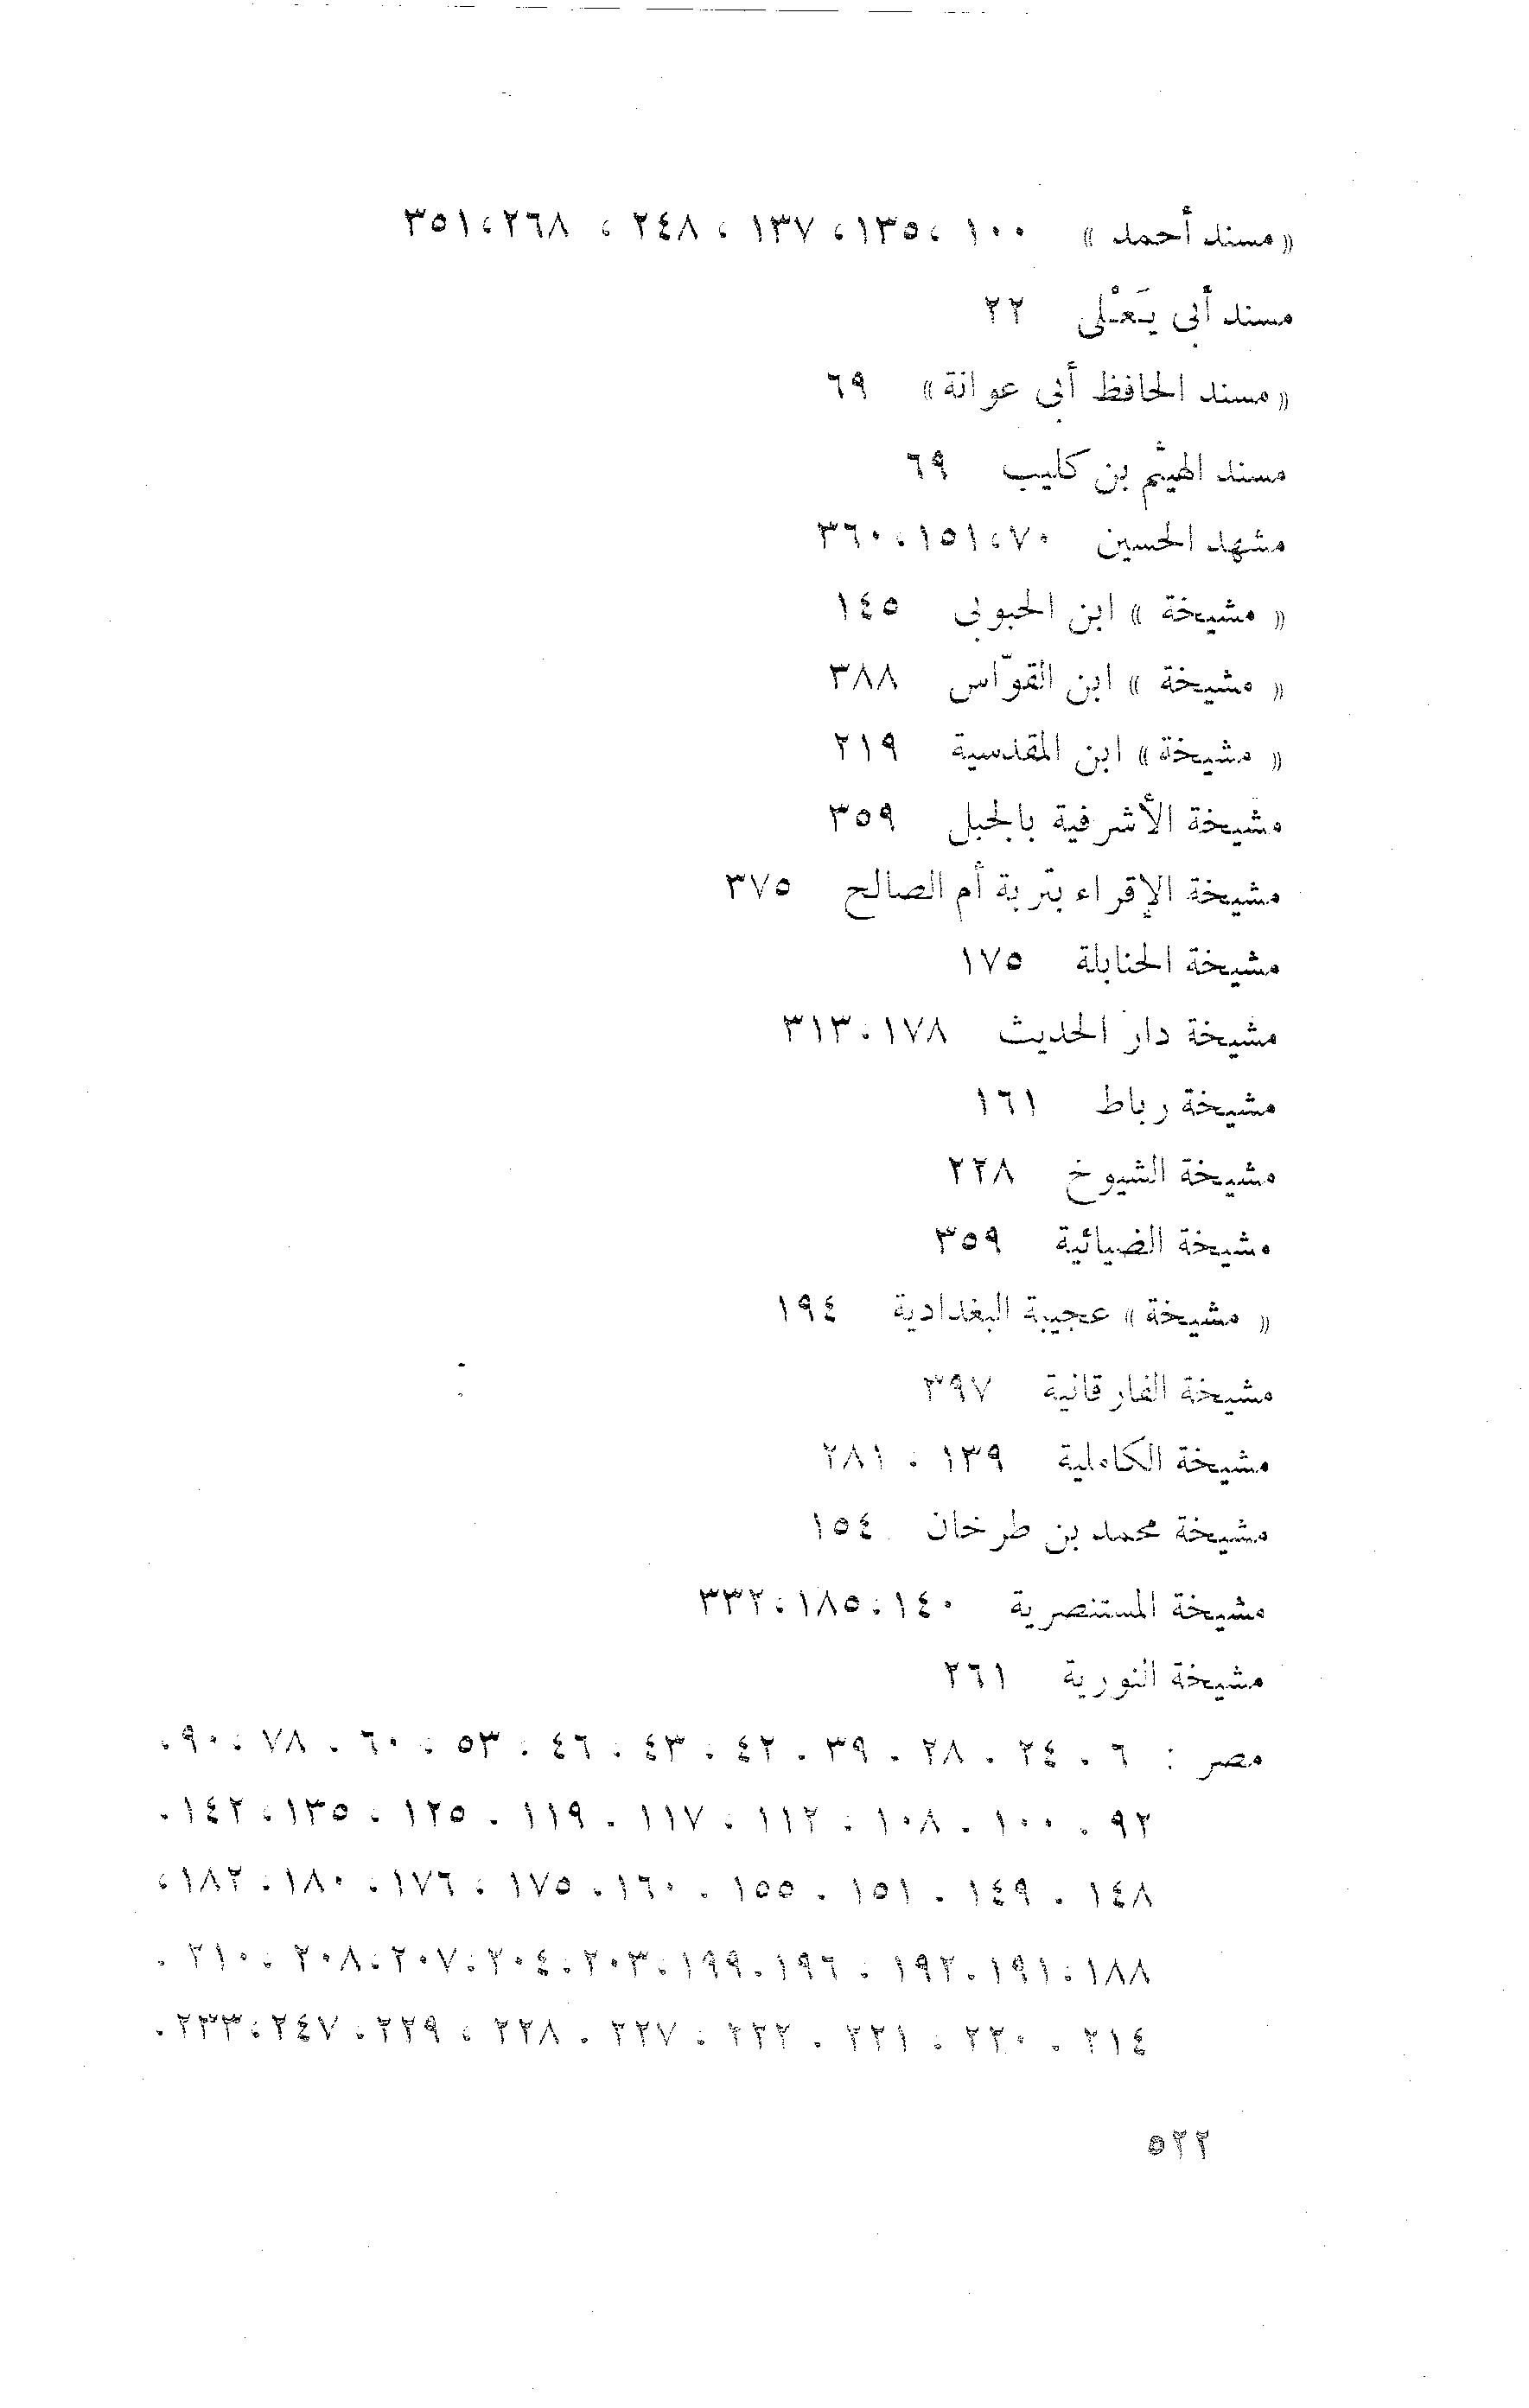 «مسند أحمد» ١٠٠ ، ١٣٥ ، ١٣٧ ، ٢٤٨ ، ٢٦٨ ، ٣٥١
مسند أبى يَعْلى ٢٢
«مسند الحافظ أبى عوانة» ٦٩
مسند الهيثم بن كليب ٦٩
مشهد الحسين ٧٠ ، ١٥١ ، ٣٦٠
« مشيخة » ابن الحبوبى ١٤٥
« مشيخة » ابن القوّاس ٣٨٨
« مشيخة » ابن المقدسية ٢١٩
مشيخة الأشرفية بالجبل ٣٥٩
مشيخة الإقراء بتربة أم الصالح ٣٧٥
مشيخة الحنابلة ١٧٥
مشيخة دار الحديث ١٧٨ ، ٣١٣
مشيخة رباط ١٦١
مشيخة الشيوخ ٢٢٨
مشيخة الضيائية ٣٥٩
« مشيخة » عجيبة البغدادية ١٩٤
مشيخة الفارقانية ٣٩٧
مشيخة الكاملية ١٣٩ ، ٢٨١
مشيخة محمد بن طرخان ١٥٤
مشيخة المستنصرية ١٤٠ ، ١٨٥ ، ٣٣٢
مشيخة النورية ٢٦١
مصر : ٦ ، ٢٤ ، ٢٨ ، ٣٩ ، ٤٢ ، ٤٣ ، ٤٦ ، ٥٣ ، ٦٠ ، ٧٨ ، ٩٠ ،
٩٢ ، ١٠٠ ، ١٠٨ ، ١١٢ ، ١١٧ ، ١١٩ ، ١٢٥ ، ١٣٥ ، ١٤٢ ،
١٤٨ ، ١٤٩ ، ١٥١ ، ١٥٥ ، ١٦٠ ، ١٧٥ ، ١٧٦ ، ١٨٠ ، ١٨٢ ،
١٨٨ ، ١٩١ ، ١٩٢ ، ١٩٦ ، ١٩٩ ، ٢٠٣ ، ٢٠٤ ، ٢٠٧ ، ٢٠٨ ، ٢١٠ ،
٢١٤ ، ٢٢٠ ، ٢٢١ ، ٢٢٢ ، ٢٢٧ ، ٢٢٨ ، ٢٢٩ ، ٢٤٧ ، ٢٣٣ ،
٥٢٢